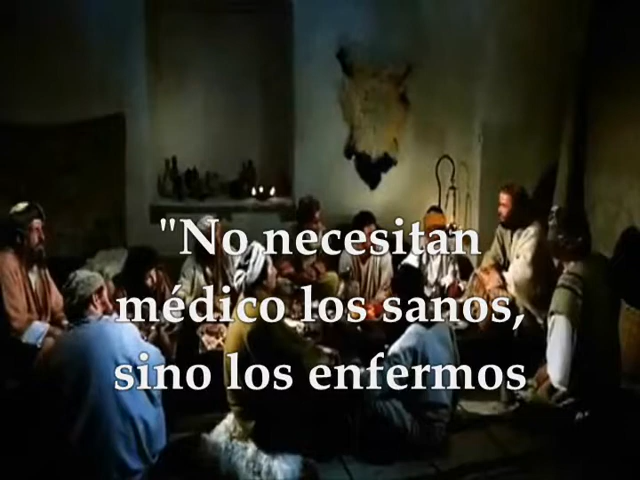 "No necesitan
médico los sanos,
sino los enfermos